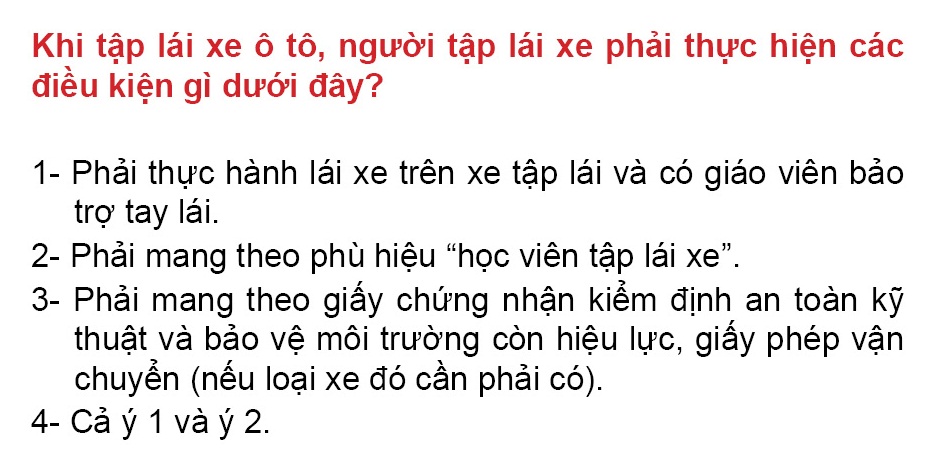 Khi tập lái xe ô tô, người tập lái xe phải thực hiện các
điều kiện gì dưới đây?
1- Phải thực hành lái xe trên xe tập lái và có giáo viên bảo
trợ tay lái.
2- Phải mang theo phù hiệu “học viên tập lái xe”.
3- Phải mang theo giấy chứng nhận kiểm định an toàn kỹ
thuật và bảo vệ môi trường còn hiệu lực, giấy phép vận
chuyển (nếu loại xe đó cần phải có).
4- Cả ý 1 và ý 2.